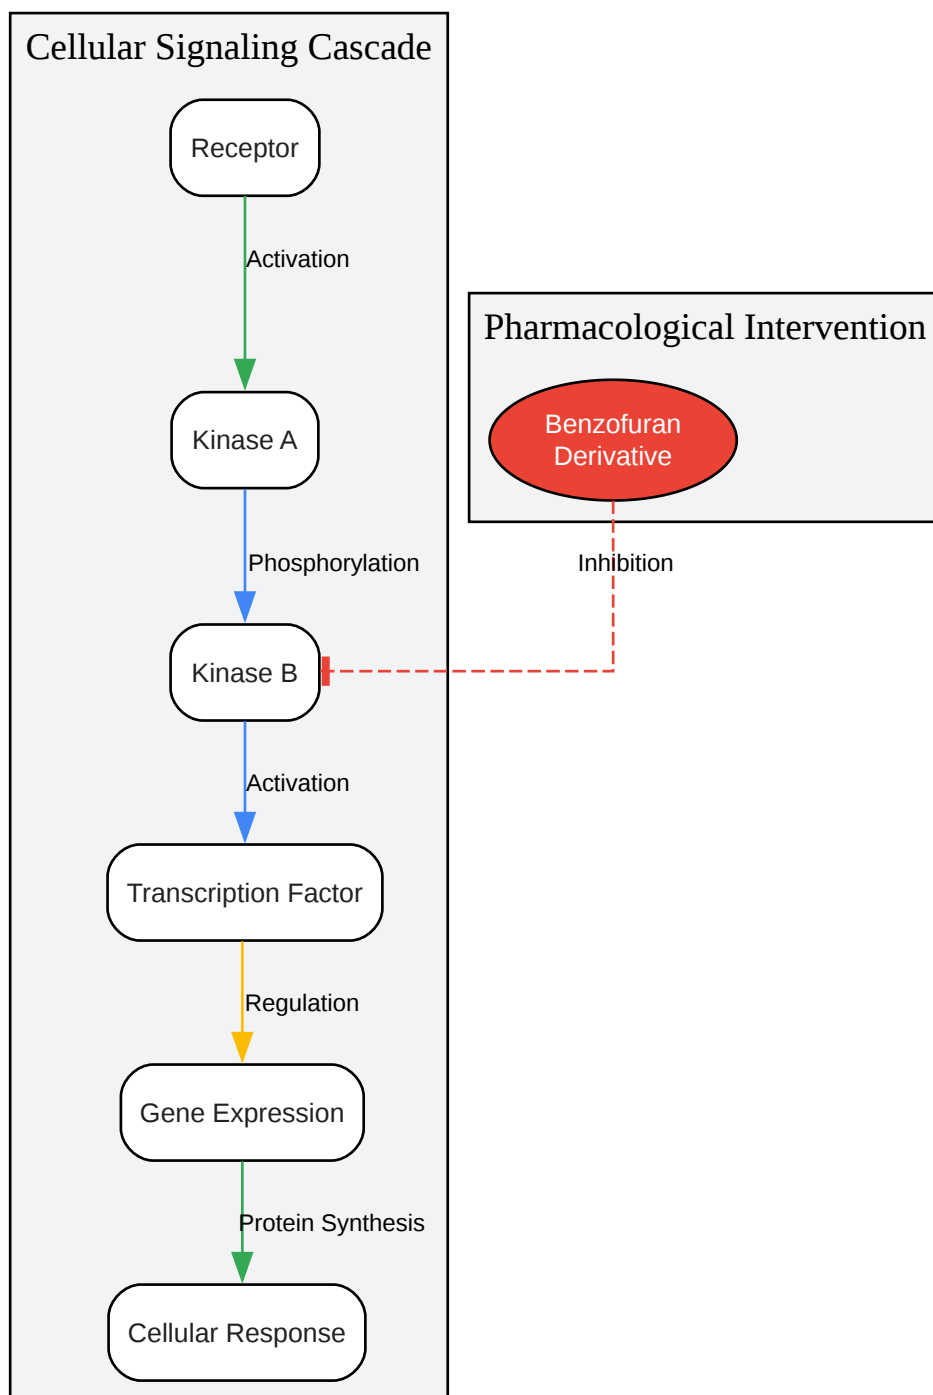 Cellular Signaling Cascade
Receptor
Activation
Pharmacological Intervention
Kinase A
Benzofuran
Derivative
Phosphorylation
Inhibition
Kinase B
Activation
Transcription Factor
Regulation
Gene Expression
Protein Synthesis
Cellular Response